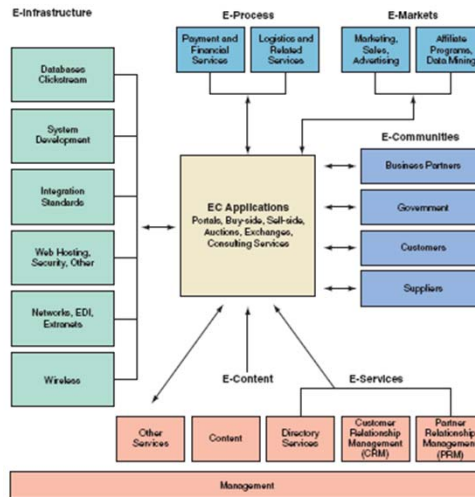 E-Infrastructure
E-Process
E-Markets
Payment and
Financial
Services
Logistics and
Related
Services
Marketing,
Sales,
Advertising
Affiliate
Programs,
Data Mining
Databases
Clickstream
System
Development
Integration
Standards
Web Hosting,
Security, Other
Networks, EDI,
Extranets
Wireless
EC Applications
Portals, Buy-side, Sell-side,
Auctions, Exchanges,
Consulting Services
E-Communities
Business Partners
Government
Customers
Suppliers
E-Content
E-Services
Other
Services
Content
Directory
Services
Customer
Relationship
Management
(CRM)
Partner
Relationship
Management
(PRM)
Management